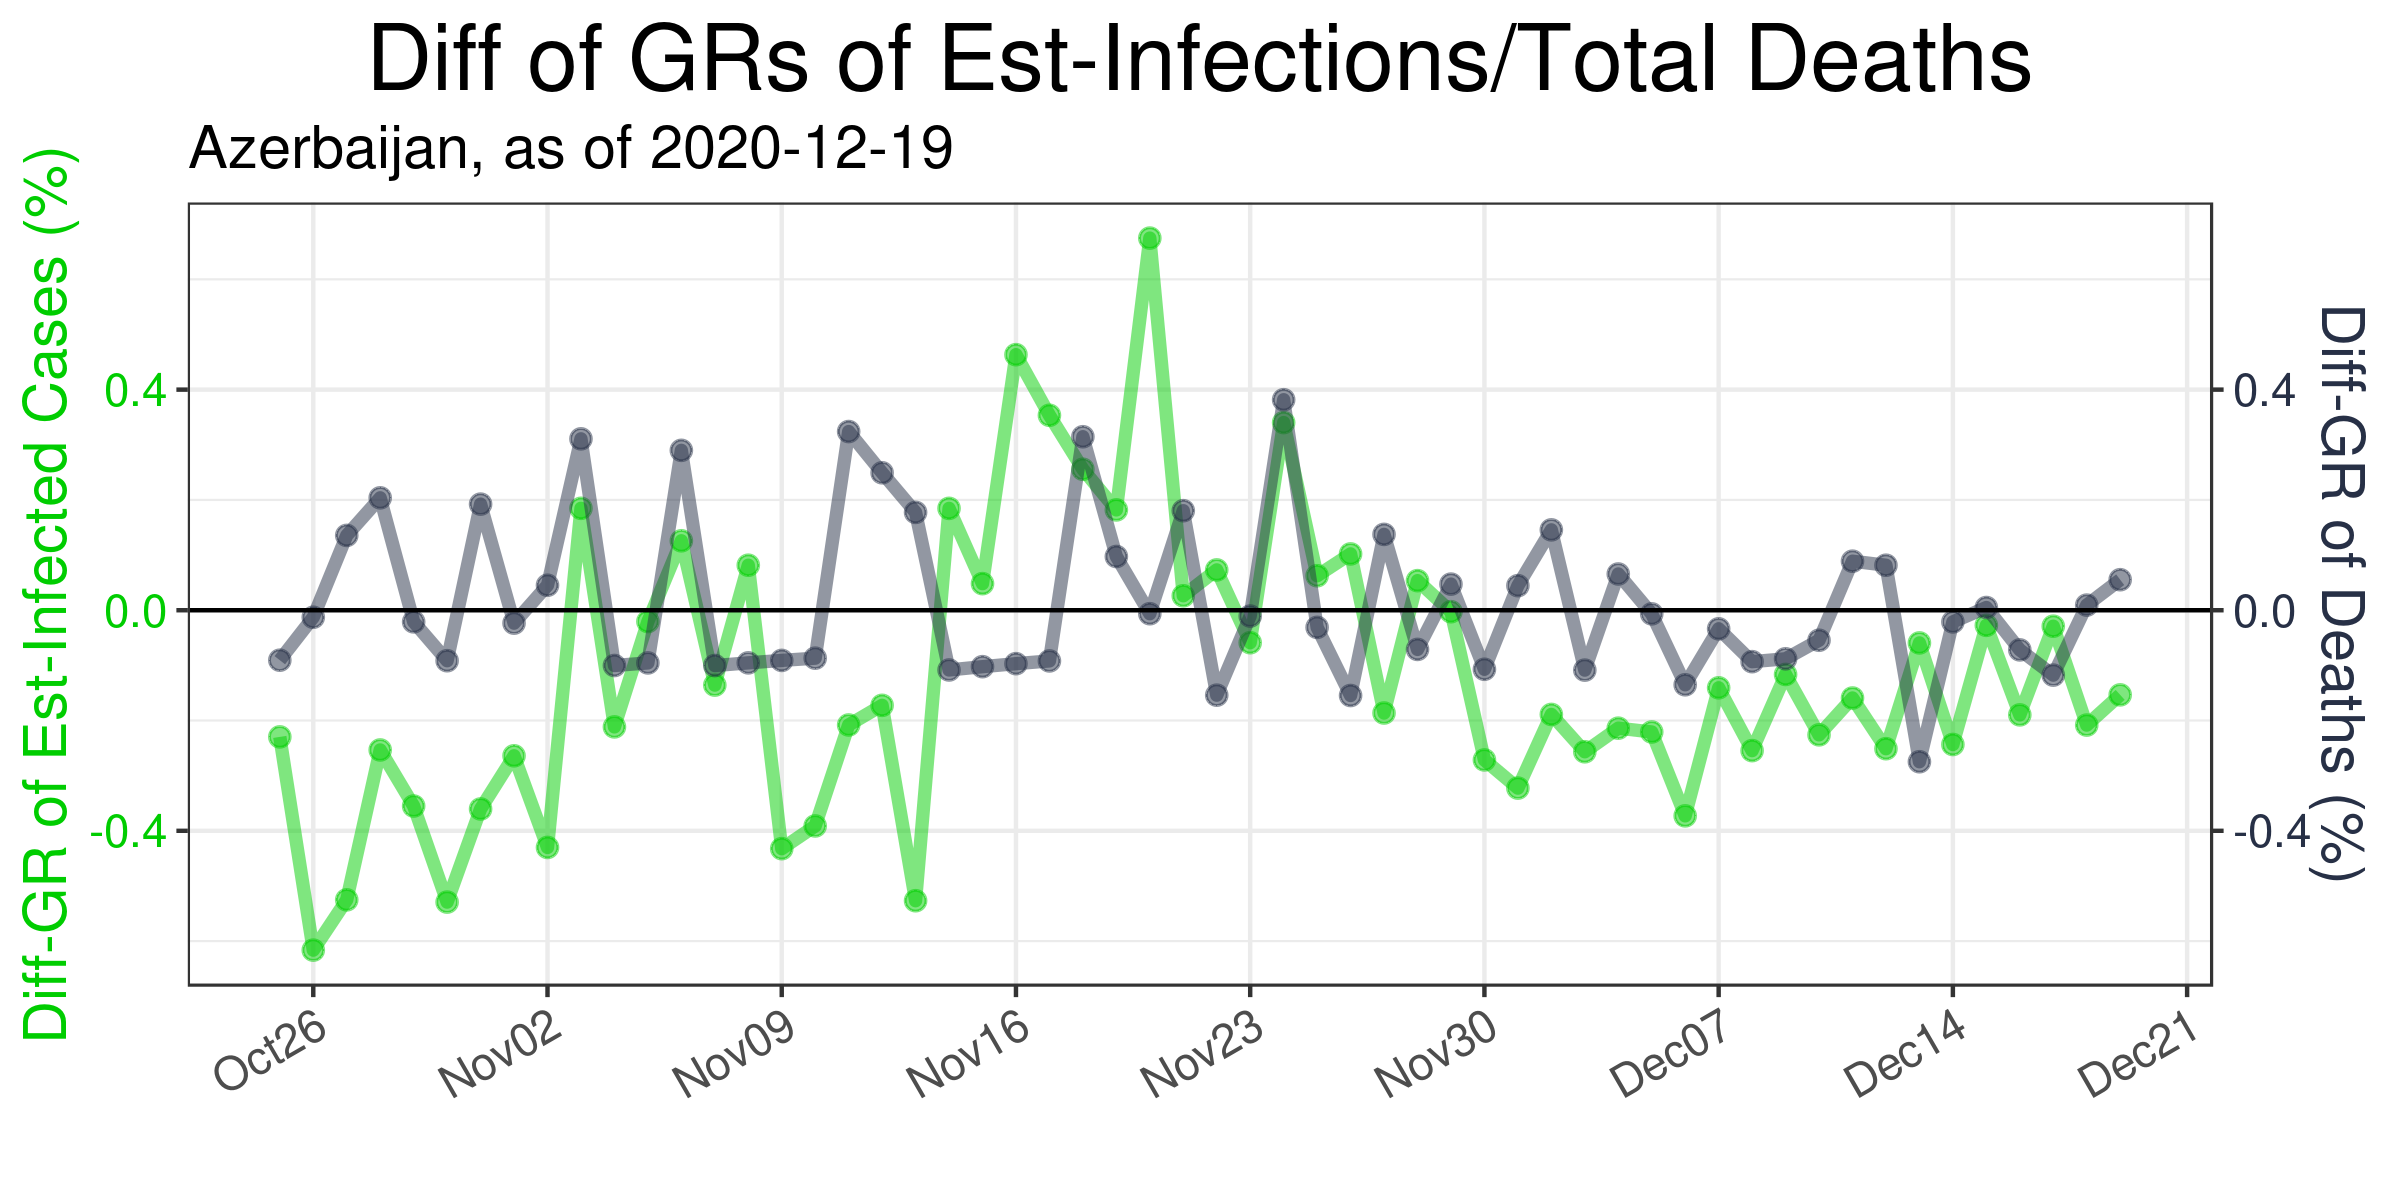 Diff of GRs of Est-Infections/Total Deaths
Azerbaijan, as of 2020-12-19
Diff-GR of Est-Infected Cases (%)
0.4
0.0
-0.4
0.4
0.0
-0.4
Diff-GR of Deaths (%)
Oct26
Nov02
Nov09
Nov16
Nov23
Nov30
Dec07
Dec14
Dec21